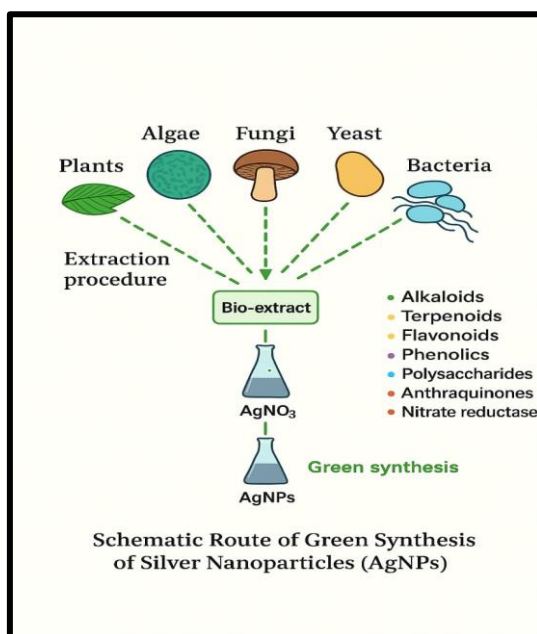 Algae
Fungi
Yeast
Plants
Bacteria
Extraction
procedure
Bio-extract
AgNO₃
AgNPs
Green synthesis
Alkaloids
Terpenoids
Flavonoids
Phenolics
Polysaccharides
Anthraquinones
Nitrate reductase
Schematic Route of Green Synthesis
of Silver Nanoparticles (AgNPs)